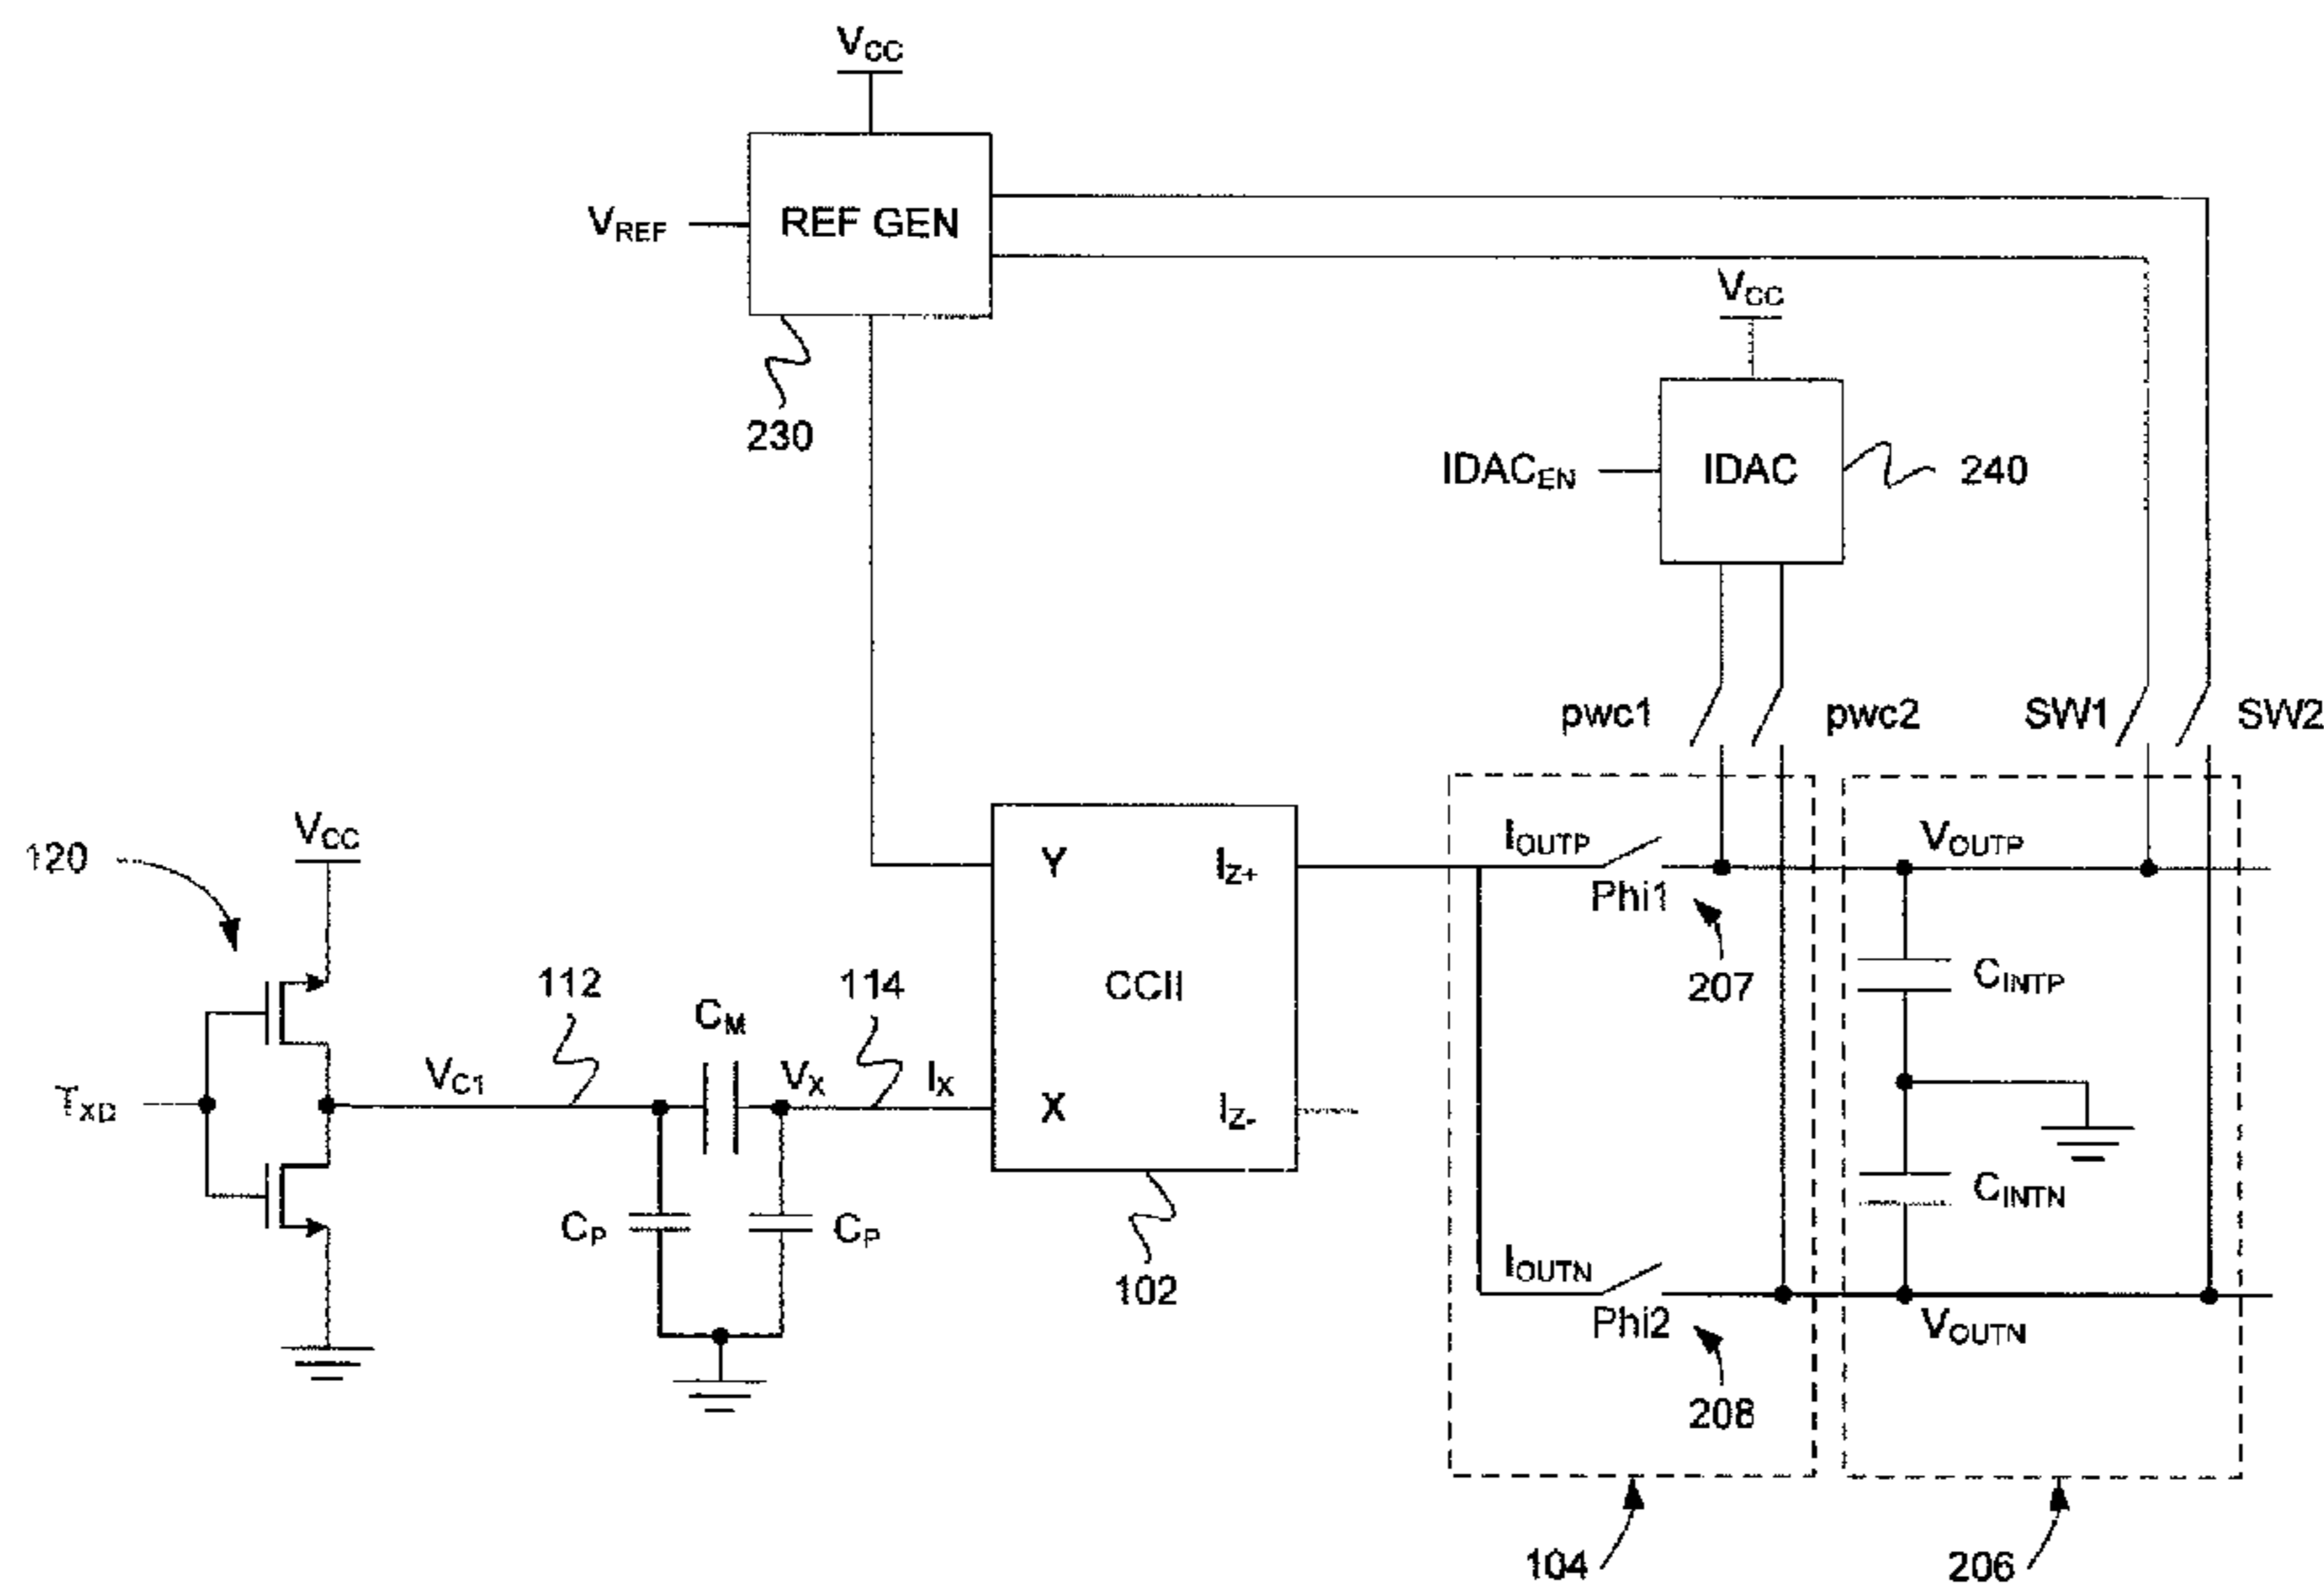 VCC
VREF
REF GEN
230
VCC
IDACEN
IDAC
240
pwc1
pwc2
SW1
SW2
120
VCC
TXD
VC1
112
CM
VX
114
IX
CP
CP
Y
X
CCII
IZ+
IZ-
102
IOUTP
Phi1
207
VOUTP
CINTP
CINTN
IOUTN
Phi2
208
VOUTN
104
206